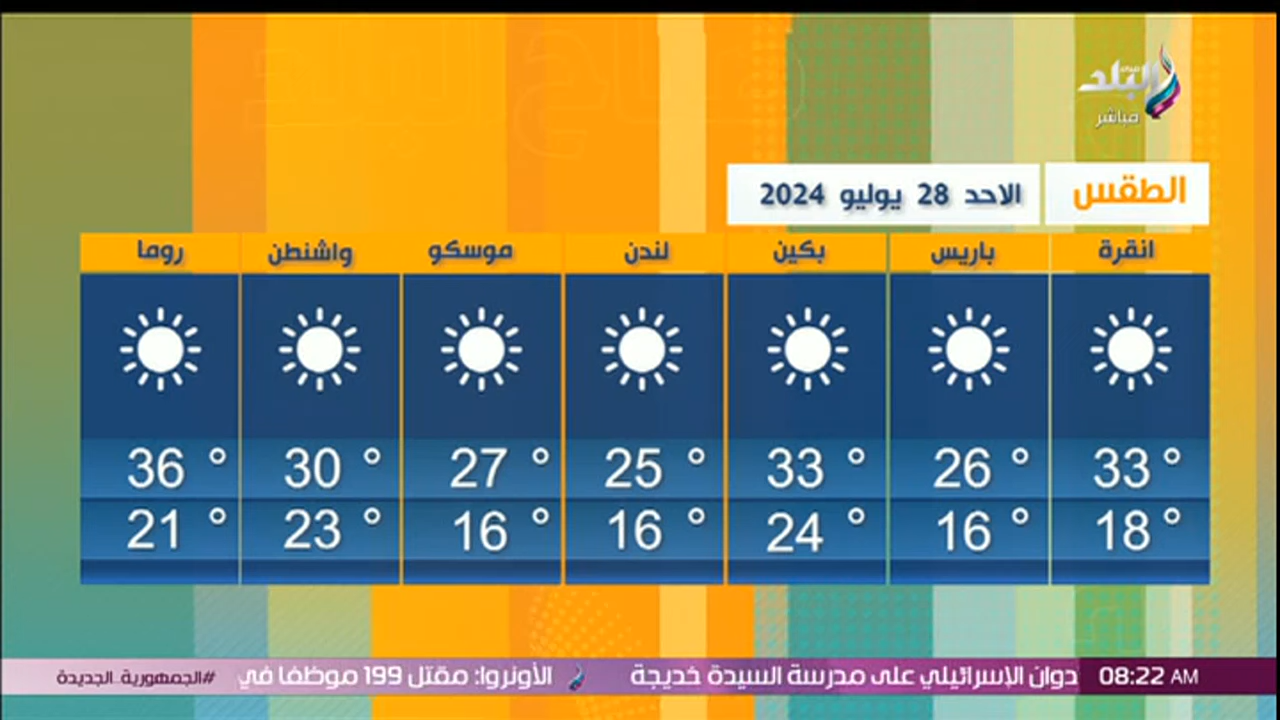 صدى البلد
مباشر
الطقس
الاحد 28 يوليو 2024
انقرة باريس بكين لندن موسكو واشنطن روما
33° 26° 33° 25° 27° 30° 36°
18° 16° 24° 16° 16° 23° 21°
08:22 AM دوان الإسرائيلي على مدرسة السيدة خديجة الأونروا: مقتل 199 موظفا في #الجمهورية_الجديدة